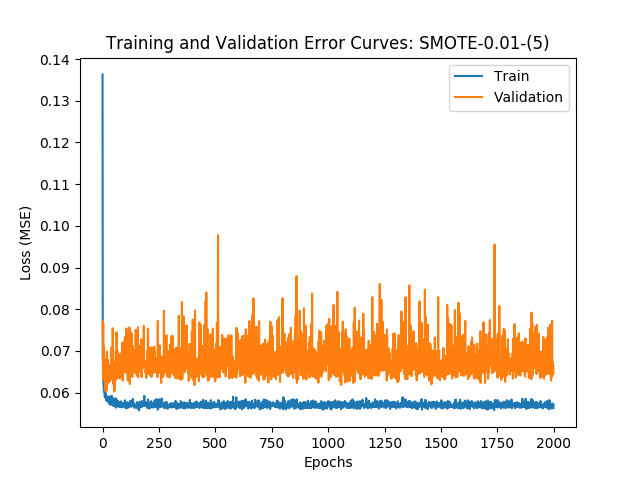 Training and Validation Error Curves: SMOTE-0.01-(5)
Train
Validation
0.14
0.13
0.12
0.11
0.10
0.09
0.08
0.07
0.06
Loss (MSE)
0 250 500 750 1000 1250 1500 1750 2000
Epochs